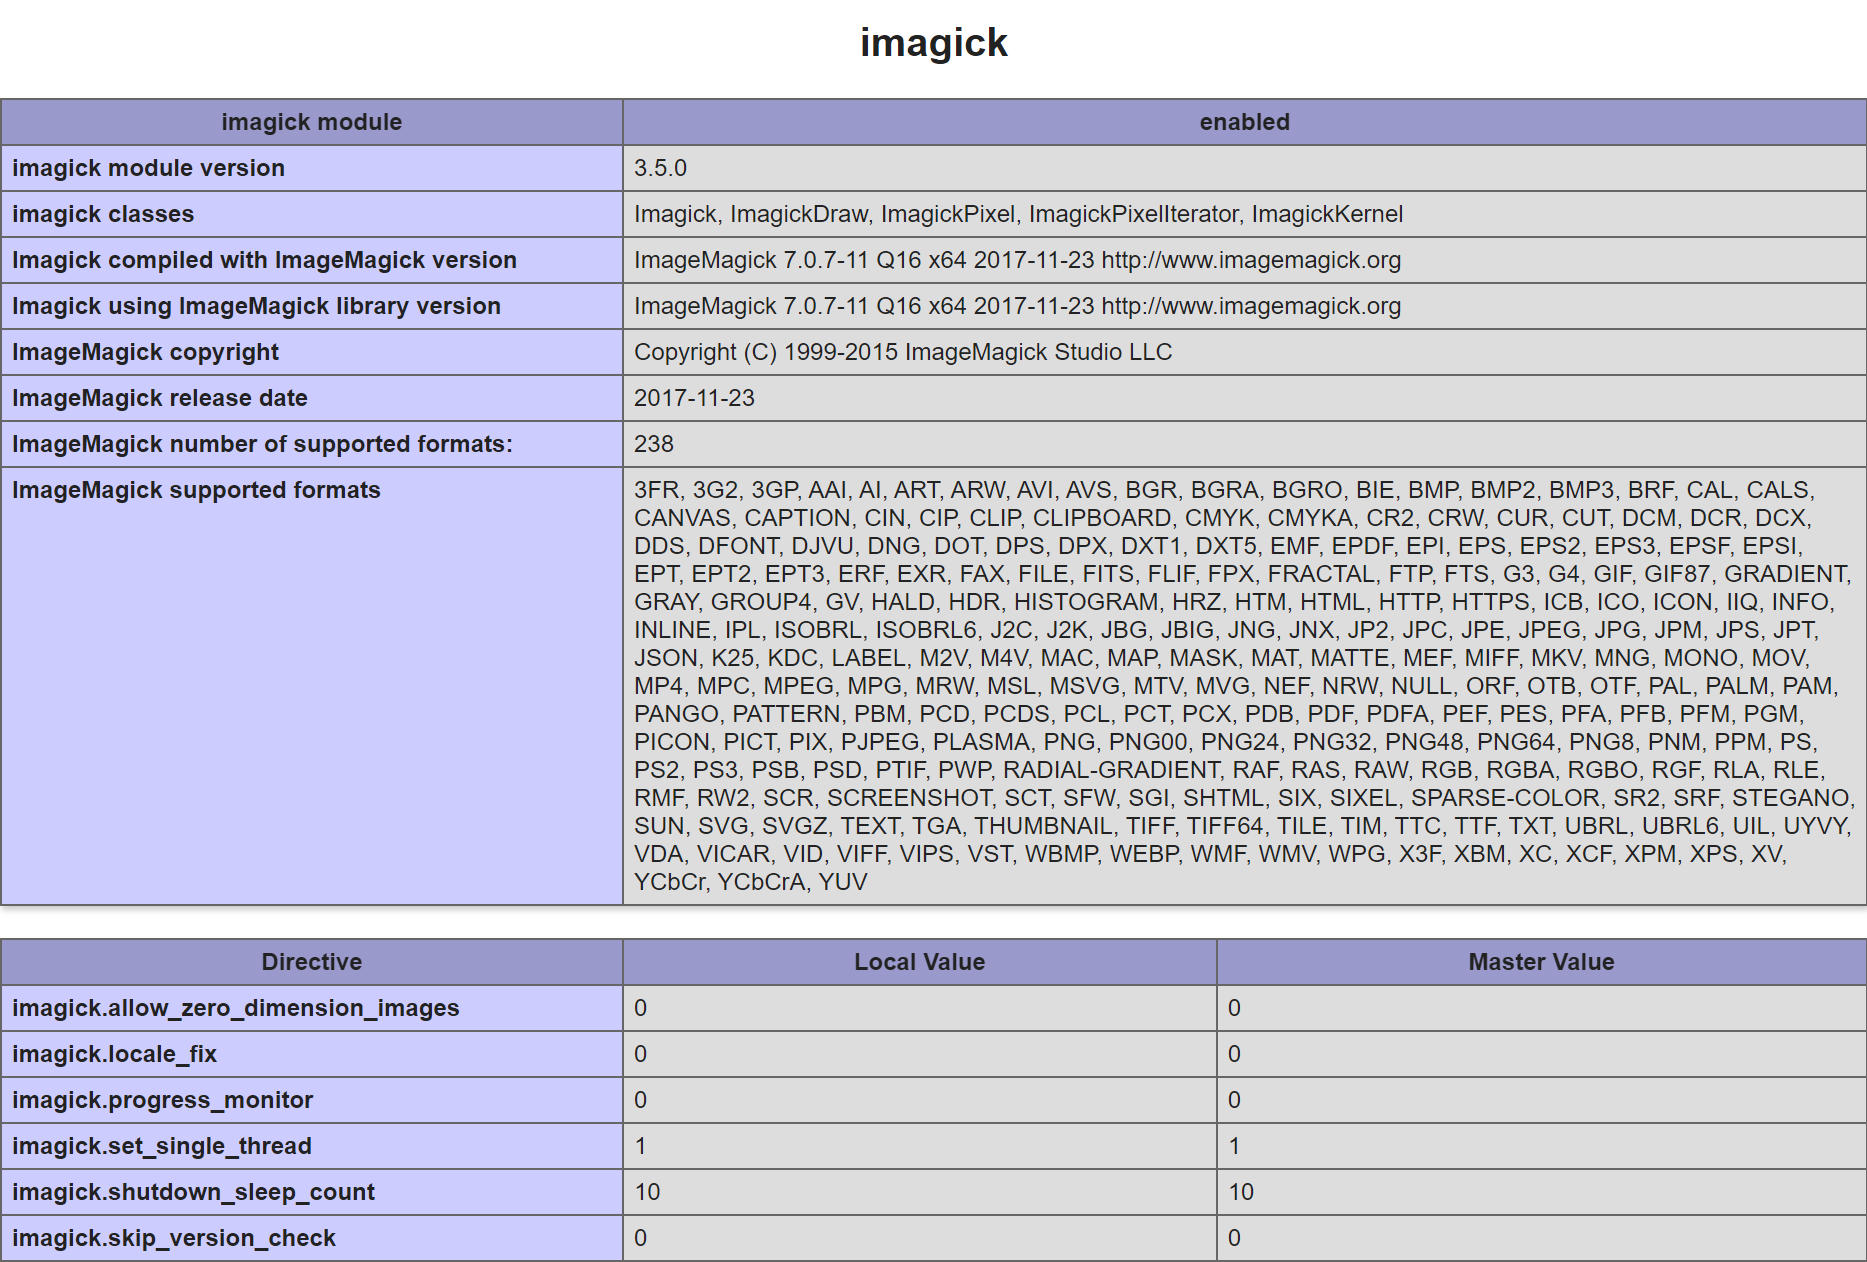 imagick
imagick module enabled
imagick module version 3.5.0
imagick classes Imagick, ImagickDraw, ImagickPixel, ImagickPixelIterator, ImagickKernel
Imagick compiled with ImageMagick version ImageMagick 7.0.7-11 Q16 x64 2017-11-23 http://www.imagemagick.org
Imagick using ImageMagick library version ImageMagick 7.0.7-11 Q16 x64 2017-11-23 http://www.imagemagick.org
ImageMagick copyright Copyright (C) 1999-2015 ImageMagick Studio LLC
ImageMagick release date 2017-11-23
ImageMagick number of supported formats: 238
ImageMagick supported formats 3FR, 3G2, 3GP, AAI, AI, ART, ARW, AVI, AVS, BGR, BGRA, BGRO, BIE, BMP, BMP2, BMP3, BRF, CAL, CALS,
CANVAS, CAPTION, CIN, CIP, CLIP, CLIPBOARD, CMYK, CMYKA, CR2, CRW, CUR, CUT, DCM, DCR, DCX,
DDS, DFONT, DJVU, DNG, DOT, DPS, DPX, DXT1, DXT5, EMF, EPDF, EPI, EPS, EPS2, EPS3, EPSF, EPSI,
EPT, EPT2, EPT3, ERF, EXR, FAX, FILE, FITS, FLIF, FPX, FRACTAL, FTP, FTS, G3, G4, GIF, GIF87, GRADIENT,
GRAY, GROUP4, GV, HALD, HDR, HISTOGRAM, HRZ, HTM, HTML, HTTP, HTTPS, ICB, ICO, ICON, IIQ, INFO,
INLINE, IPL, ISOBRL, ISOBRL6, J2C, J2K, JBG, JBIG, JNG, JNX, JP2, JPC, JPE, JPEG, JPG, JPM, JPS, JPT,
JSON, K25, KDC, LABEL, M2V, M4V, MAC, MAP, MASK, MAT, MATTE, MEF, MIFF, MKV, MNG, MONO, MOV,
MP4, MPC, MPEG, MPG, MRW, MSL, MSVG, MTV, MVG, NEF, NRW, NULL, ORF, OTB, OTF, PAL, PALM, PAM,
PANGO, PATTERN, PBM, PCD, PCDS, PCL, PCT, PCX, PDB, PDF, PDFA, PEF, PES, PFA, PFB, PFM, PGM,
PICON, PICT, PIX, PJPEG, PLASMA, PNG, PNG00, PNG24, PNG32, PNG48, PNG64, PNG8, PNM, PPM, PS,
PS2, PS3, PSB, PSD, PTIF, PWP, RADIAL-GRADIENT, RAF, RAS, RAW, RGB, RGBA, RGBO, RGF, RLA, RLE,
RMF, RW2, SCR, SCREENSHOT, SCT, SFW, SGI, SHTML, SIX, SIXEL, SPARSE-COLOR, SR2, SRF, STEGANO,
SUN, SVG, SVGZ, TEXT, TGA, THUMBNAIL, TIFF, TIFF64, TILE, TIM, TTC, TTF, TXT, UBRL, UBRL6, UIL, UYVY,
VDA, VICAR, VID, VIFF, VIPS, VST, WBMP, WEBP, WMF, WMV, WPG, X3F, XBM, XC, XCF, XPM, XPS, XV,
YCbCr, YCbCrA, YUV
Directive Local Value Master Value
imagick.allow_zero_dimension_images 0 0
imagick.locale_fix 0 0
imagick.progress_monitor 0 0
imagick.set_single_thread 1 1
imagick.shutdown_sleep_count 10 10
imagick.skip_version_check 0 0